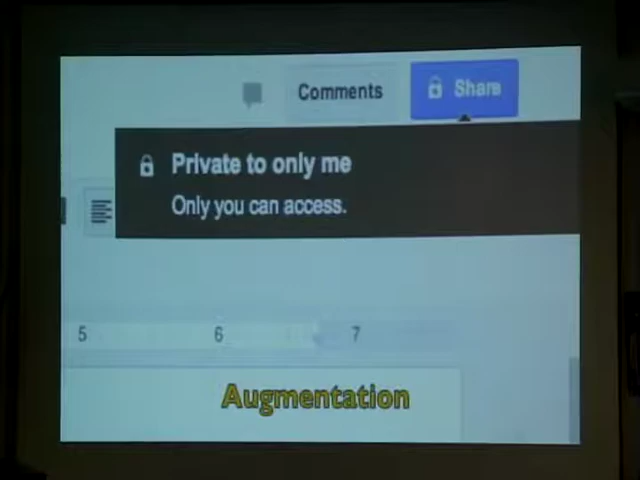 Comments
Share
Private to only me
Only you can access.
5 6 7
Augmentation